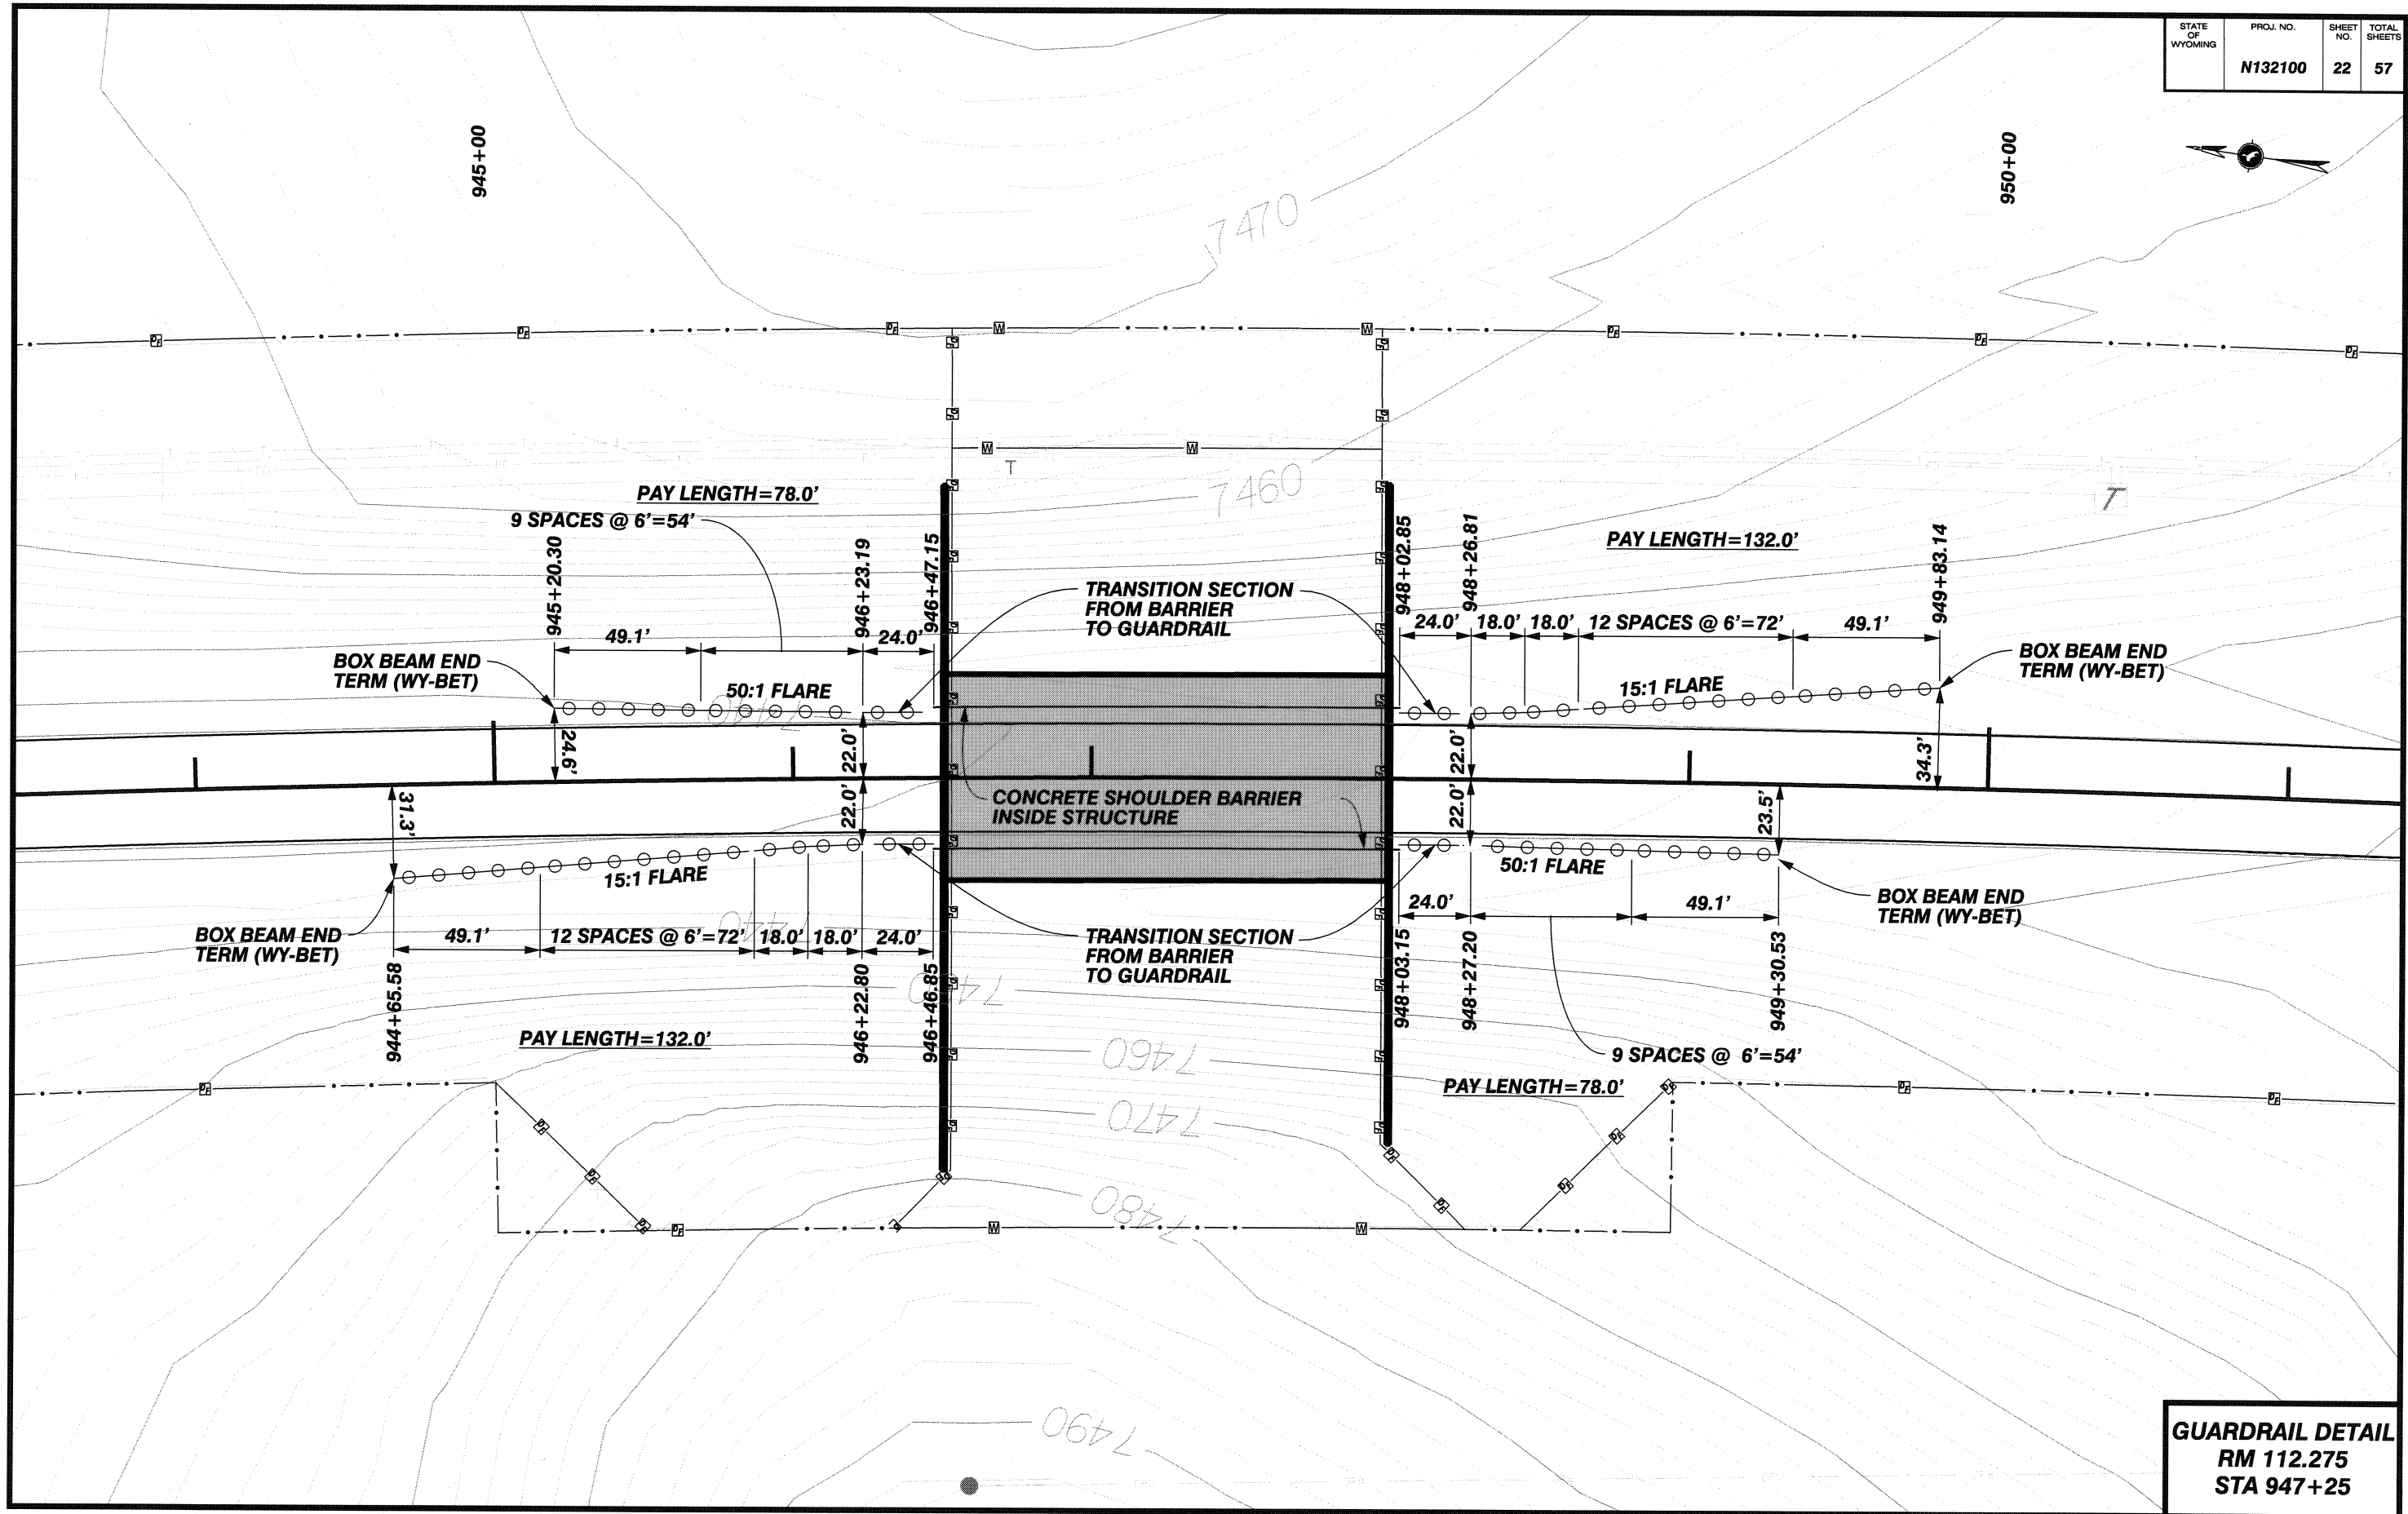 STATE OF WYOMING
PROJ. NO.
SHEET NO.
TOTAL SHEETS
N132100
22
57
945+00
950+00
7470
7460
T
T
PAY LENGTH=78.0'
9 SPACES @ 6'=54'
945+20.30
946+23.19
946+47.15
49.1'
24.0'
BOX BEAM END
TERM (WY-BET)
50:1 FLARE
24.6'
22.0'
TRANSITION SECTION
FROM BARRIER
TO GUARDRAIL
948+02.85
948+26.81
949+83.14
PAY LENGTH=132.0'
24.0'
18.0'
18.0'
12 SPACES @ 6'=72'
49.1'
15:1 FLARE
BOX BEAM END
TERM (WY-BET)
22.0'
34.3'
CONCRETE SHOULDER BARRIER
INSIDE STRUCTURE
31.3'
22.0'
15:1 FLARE
BOX BEAM END
TERM (WY-BET)
49.1'
12 SPACES @ 6'=72'
18.0'
18.0'
24.0'
944+65.58
946+22.80
946+46.85
PAY LENGTH=132.0'
TRANSITION SECTION
FROM BARRIER
TO GUARDRAIL
22.0'
23.5'
50:1 FLARE
24.0'
49.1'
BOX BEAM END
TERM (WY-BET)
948+03.15
948+27.20
949+30.53
9 SPACES @ 6'=54'
PAY LENGTH=78.0'
7440
7460
7470
7480
7490
GUARDRAIL DETAIL
RM 112.275
STA 947+25